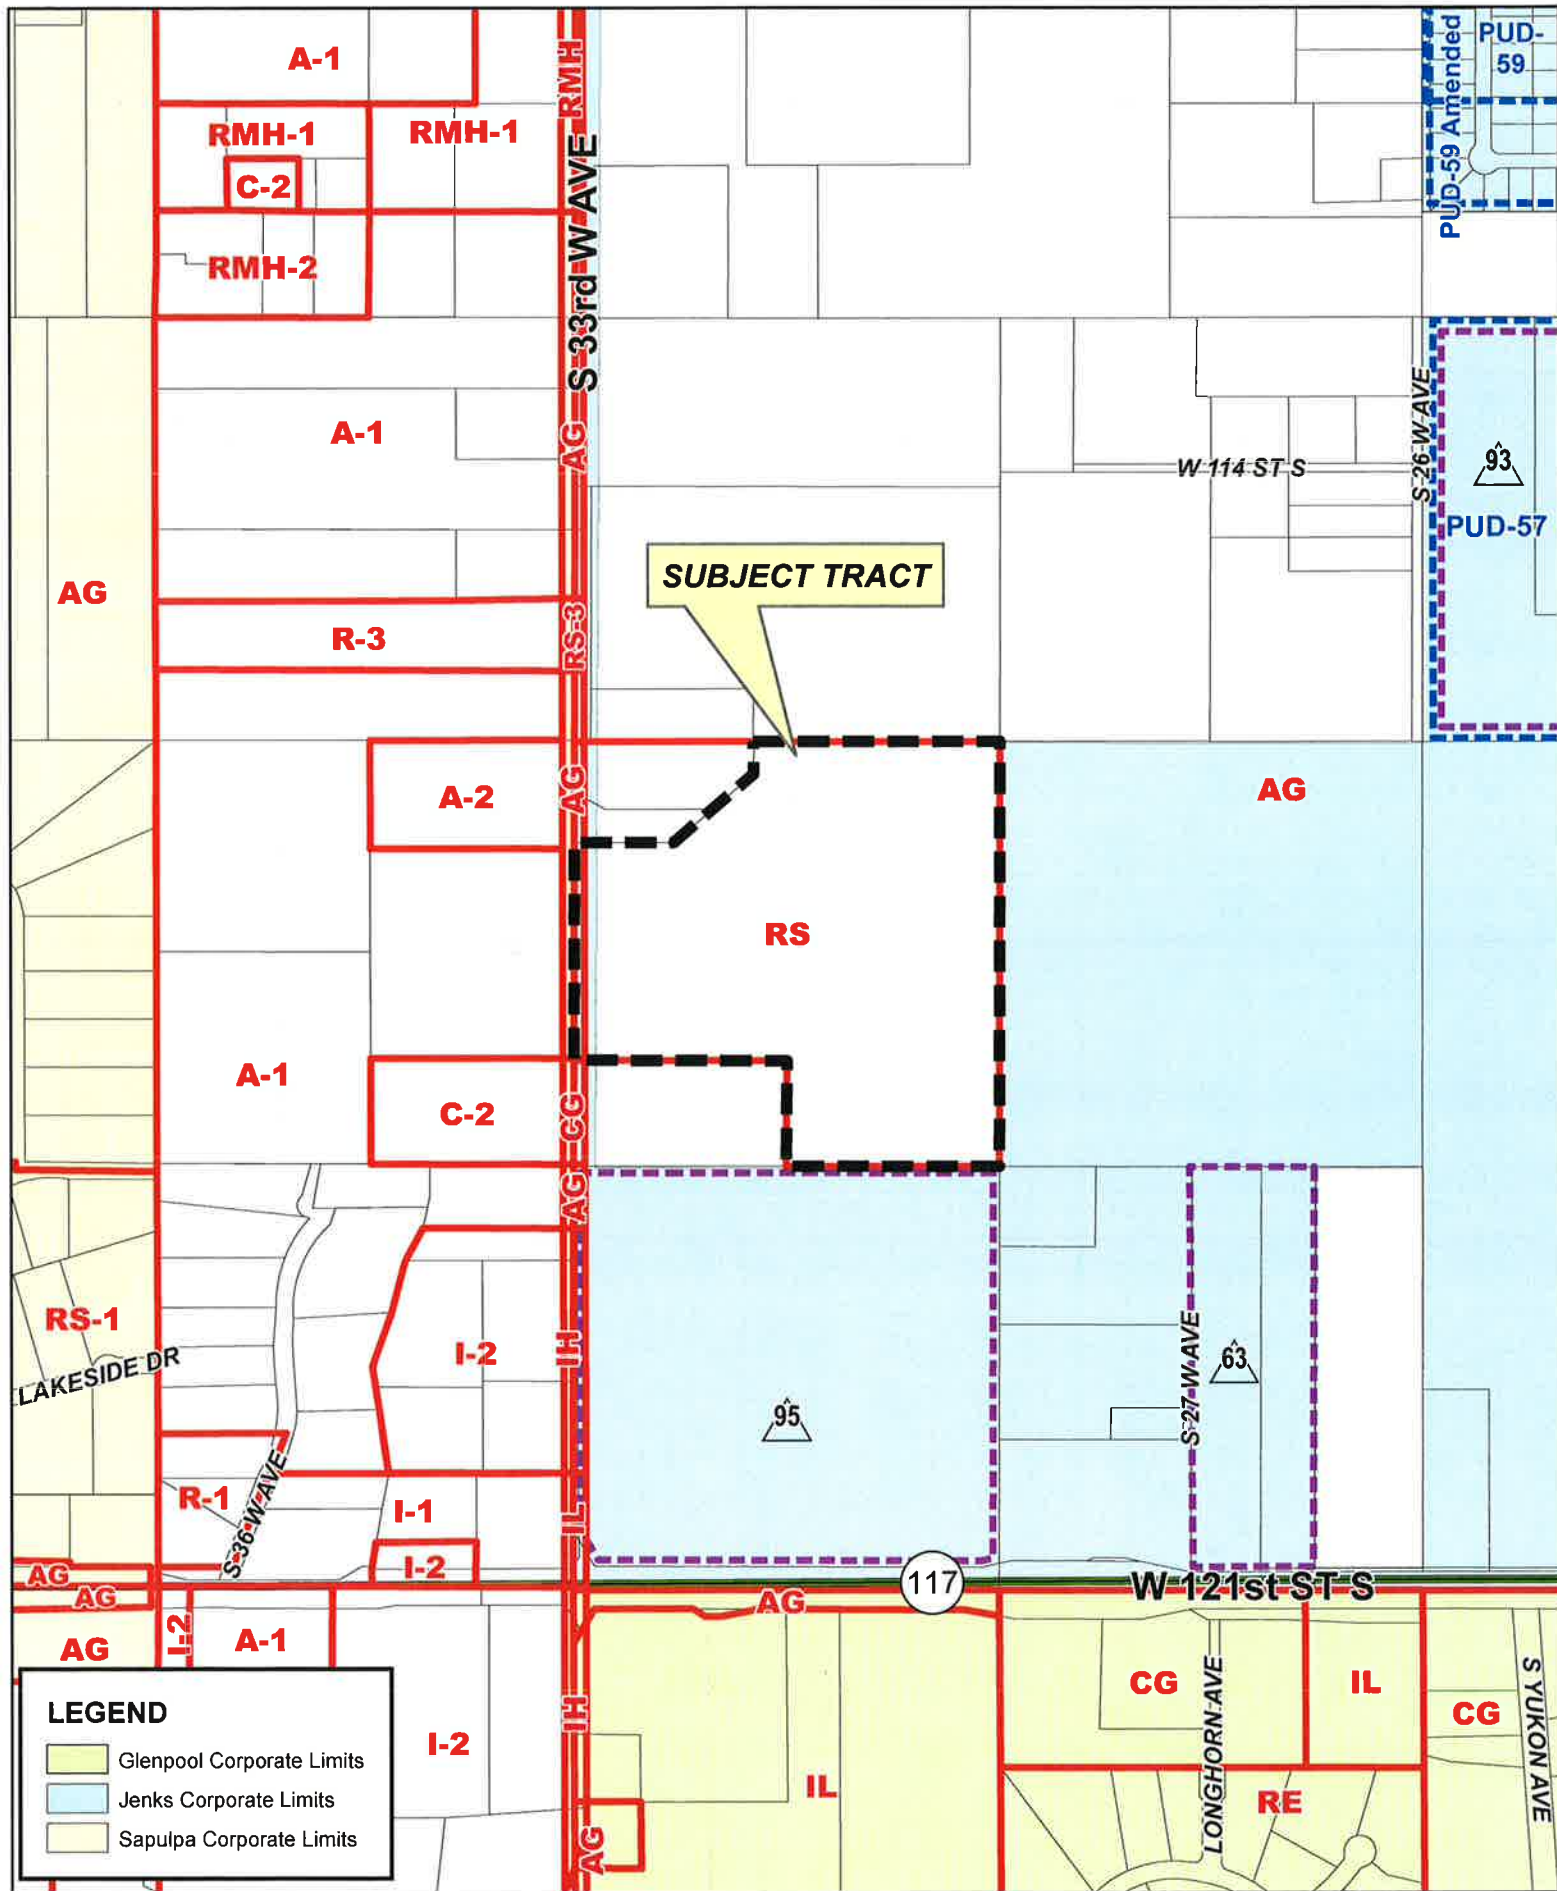 A-1
RMH
PUD-59 Amended
PUD-
59
RMH-1
RMH-1
C-2
RMH-2
S 33rd W AVE
A-1
AG
W 114 ST S
S 26 W AVE
93
PUD-57
SUBJECT TRACT
AG
R-3
RS-3
A-2
AG
AG
RS
A-1
C-2
CG
AG
RS-1
LAKESIDE DR
I-2
IH
95
S 27 W AVE
63
R-1
S 36 W AVE
I-1
IL
I-2
AG
AG
117
W 121st ST S
AG
AG
I-2
A-1
CG
LONGHORN AVE
IL
CG
S YUKON AVE
I-2
IH
IL
RE
AG
LEGEND
Glenpool Corporate Limits
Jenks Corporate Limits
Sapulpa Corporate Limits